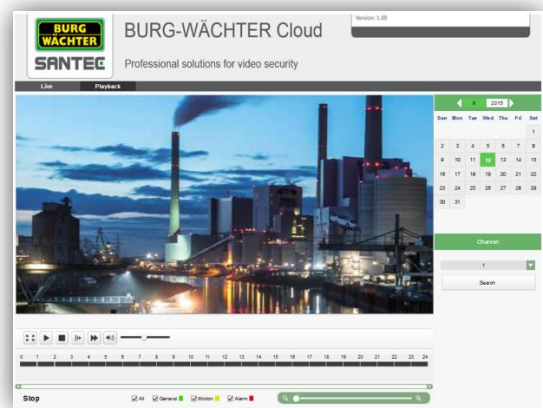 BURG
WÄCHTER
SANTEC
BURG-WÄCHTER Cloud
Professional solutions for video security
Version: 1.00
Live Playback
2015
Sun Mon Tue Wed Thu Fri Sat
1
2 3 4 5 6 7 8
9 10 11 12 13 14 15
16 17 18 19 20 21 22
23 24 25 26 27 28 29
30 31
Channel
1
Search
0 1 2 3 4 5 6 7 8 9 10 11 12 13 14 15 16 17 18 19 20 21 22 23 24
Stop
All General Motion Alarm